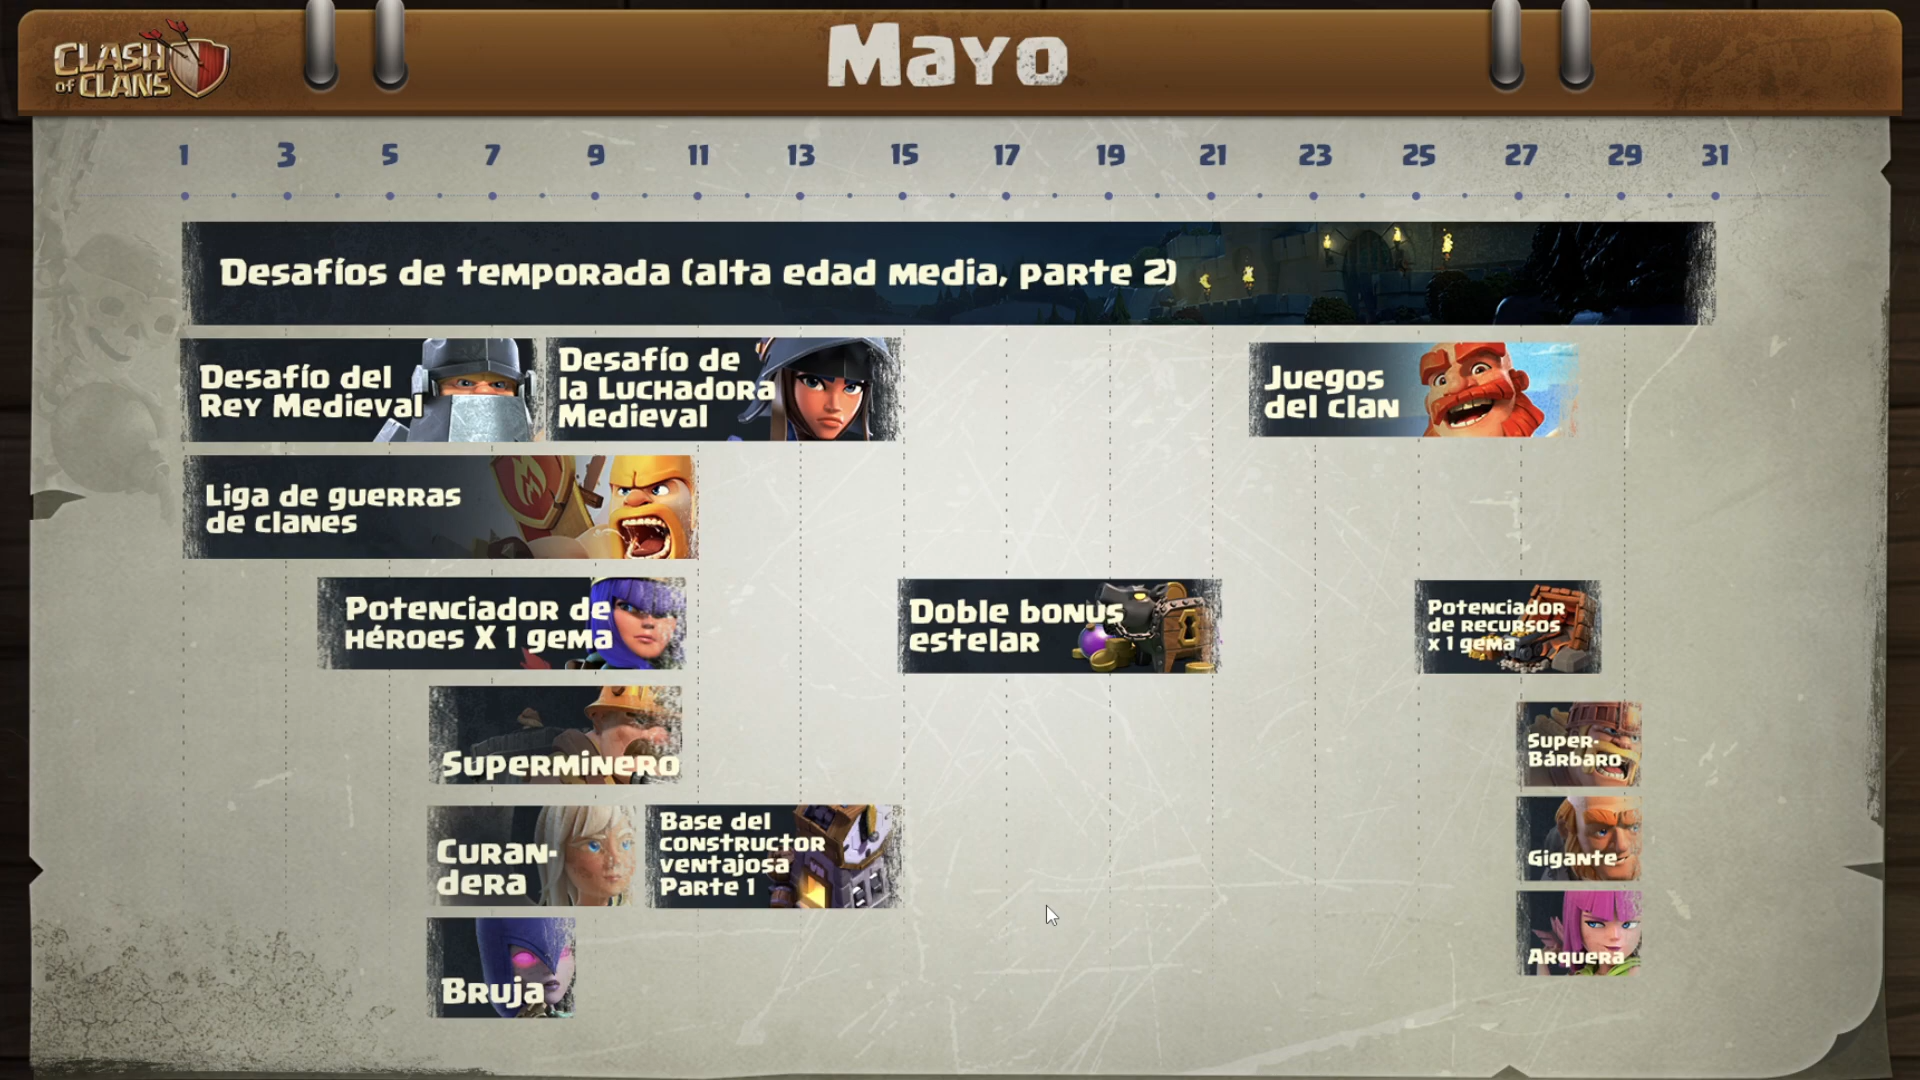 CLASH
of CLANS
Mayo
1 3 5 7 9 11 13 15 17 19 21 23 25 27 29 31
Desafíos de temporada (alta edad media, parte 2)
Desafío del
Rey Medieval
Desafío de
la Luchadora
Medieval
Juegos
del clan
Liga de guerras
de clanes
Potenciador de
héroes X 1 gema
Doble bonus
estelar
Potenciador
de recursos
x 1 gema
Superminero
Super-
Bárbaro
Curan-
dera
Base del
constructor
ventajosa
Parte 1
Gigante
Bruja
Arquera